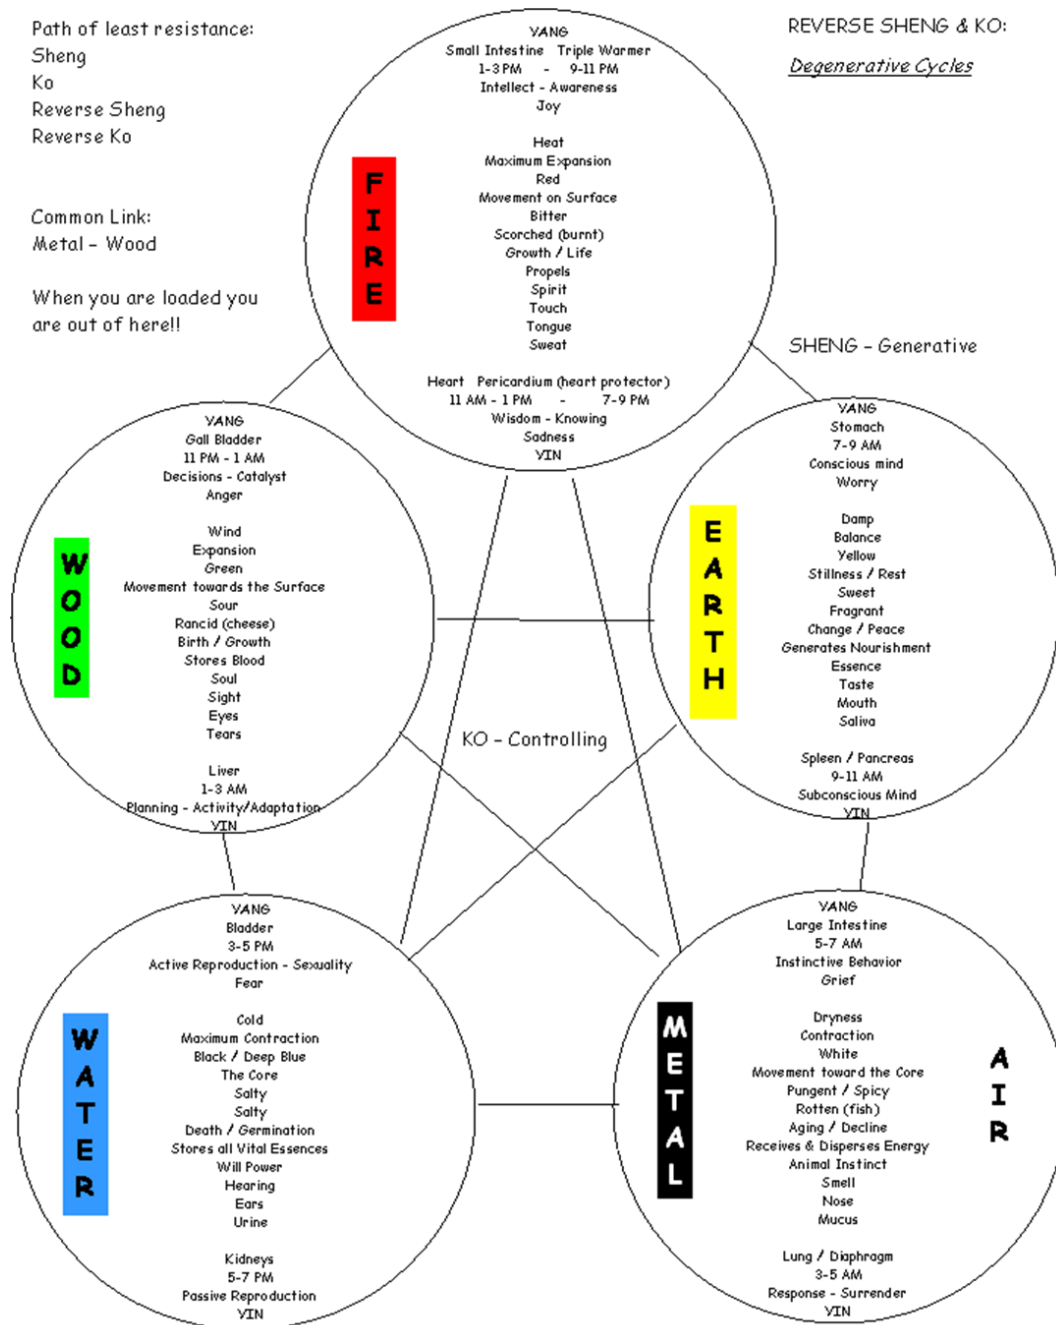 Path of least resistance:
Sheng
Ko
Reverse Sheng
Reverse Ko
Common Link:
Metal - Wood
When you are loaded you
are out of here!!
REVERSE SHENG & KO:
Degenerative Cycles
FIRE
YANG
Small Intestine Triple Warmer
1-3 PM - 9-11 PM
Intellect - Awareness
Joy
Heat
Maximum Expansion
Red
Movement on Surface
Bitter
Scorched (burnt)
Growth / Life
Propels
Spirit
Touch
Tongue
Sweat
Heart Pericardium (heart protector)
11 AM - 1 PM - 7-9 PM
Wisdom - Knowing
Sadness
YIN
SHENG - Generative
WOOD
YANG
Gall Bladder
11 PM - 1 AM
Decisions - Catalyst
Anger
Wind
Expansion
Green
Movement towards the Surface
Sour
Rancid (cheese)
Birth / Growth
Stores Blood
Soul
Sight
Eyes
Tears
Liver
1-3 AM
Planning - Activity/Adaptation
YIN
EARTH
YANG
Stomach
7-9 AM
Conscious mind
Worry
Damp
Balance
Yellow
Stillness / Rest
Sweet
Fragrant
Change / Peace
Generates Nourishment
Essence
Taste
Mouth
Saliva
Spleen / Pancreas
9-11 AM
Subconscious Mind
YIN
KO - Controlling
WATER
YANG
Bladder
3-5 PM
Active Reproduction - Sexuality
Fear
Cold
Maximum Contraction
Black / Deep Blue
The Core
Salty
Salty
Death / Germination
Stores all Vital Essences
Will Power
Hearing
Ears
Urine
Kidneys
5-7 PM
Passive Reproduction
YIN
METAL
YANG
Large Intestine
5-7 AM
Instinctive Behavior
Grief
Dryness
Contraction
White
Movement toward the Core
Pungent / Spicy
Rotten (fish)
Aging / Decline
Receives & Disperses Energy
Animal Instinct
Smell
Nose
Mucus
Lung / Diaphragm
3-5 AM
Response - Surrender
YIN
AIR